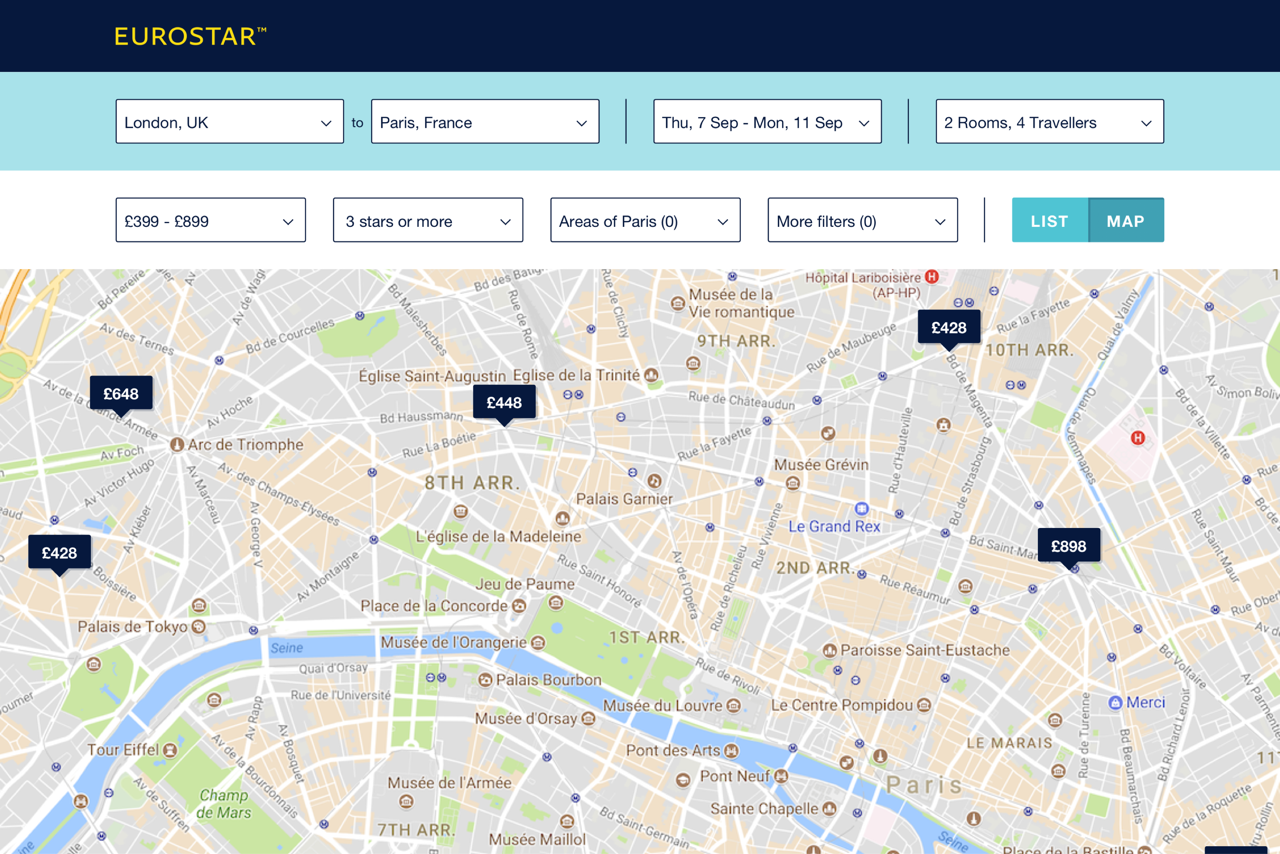 EUROSTAR™
London, UK
to
Paris, France
Thu, 7 Sep - Mon, 11 Sep
2 Rooms, 4 Travellers
£399 - £899
3 stars or more
Areas of Paris (0)
More filters (0)
LIST
MAP
Bd Pereire
Av des Ternes
Av de Wag
Bd de Courcelles
Bd Malesherbes
Bd des Batig
Rue de Rome
Rue de Clichy
Musée de la
Vie romantique
Hôpital Lariboisière
(AP-HP)
H
£428
Rue la Fayette
Quai de Valmy
9TH ARR.
10TH ARR.
Rue de Maubeuge
Bd de Magenta
Av Simon Boliv
Bd de la Villette
Église Saint-Augustin
Eglise de la Trinité
£648
Av de la Grande Armée
Av Hoche
£448
Bd Haussmann
Rue de Châteaudun
Rue la Fayette
Rue d'Hauteville
Bd de Strasbourg
Quai de Jemmapes
H
Arc de Triomphe
Av Foch
Rue La Boétie
Av Victor Hugo
Av Marceau
Av des Champs-Élysées
8TH ARR.
Palais Garnier
Musée Grévin
Le Grand Rex
Av Kléber
Av George V
L'église de la Madeleine
Rue Vivienne
Rue de Richelieu
Rue Saint-Maur
£428
Boissière
Av Montaigne
Rue Saint Honoré
Av de l'Opéra
2ND ARR.
Bd Saint-Mar
£898
Rue Réaumur
Jeu de Paume
Place de la Concorde
Rue Ober
Palais de Tokyo
Seine
Musée de l'Orangerie
1ST ARR.
Paroisse Saint-Eustache
Quai d'Orsay
Palais Bourbon
Rue de Rivoli
Bd Voltaire
Rue de l'Université
Musée du Louvre
Le Centre Pompidou
Merci
Av Rapp
Av Bosquet
Musée d'Orsay
Rue de Turenne
Bd Richard Lenoir
Av Parmentier
Tour Eiffel
Av de la Bourdonnais
Pont des Arts
LE MARAIS
Bd Beaumarchais
11T
Musée de l'Armée
Pont Neuf
Paris
Champ
de Mars
Av de Suffren
Sainte Chapelle
Rue de la Roquette
7TH ARR.
Musée Maillol
Bd Saint-Germain
Seine
Place de la Bastille